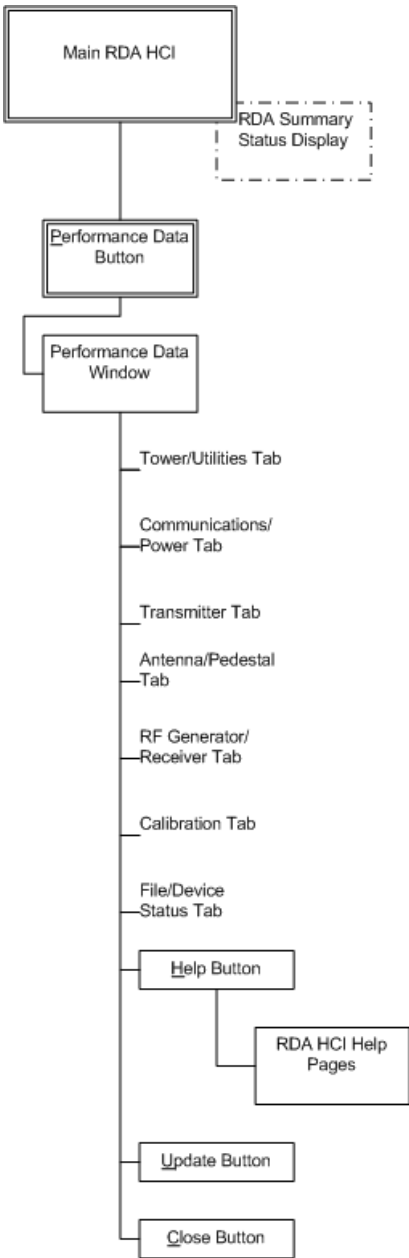 Main RDA HCI
RDA Summary
Status Display
Performance Data
Button
Performance Data
Window
Tower/Utilities Tab
Communications/
Power Tab
Transmitter Tab
Antenna/Pedestal
Tab
RF Generator/
Receiver Tab
Calibration Tab
File/Device
Status Tab
Help Button
RDA HCI Help
Pages
Update Button
Close Button